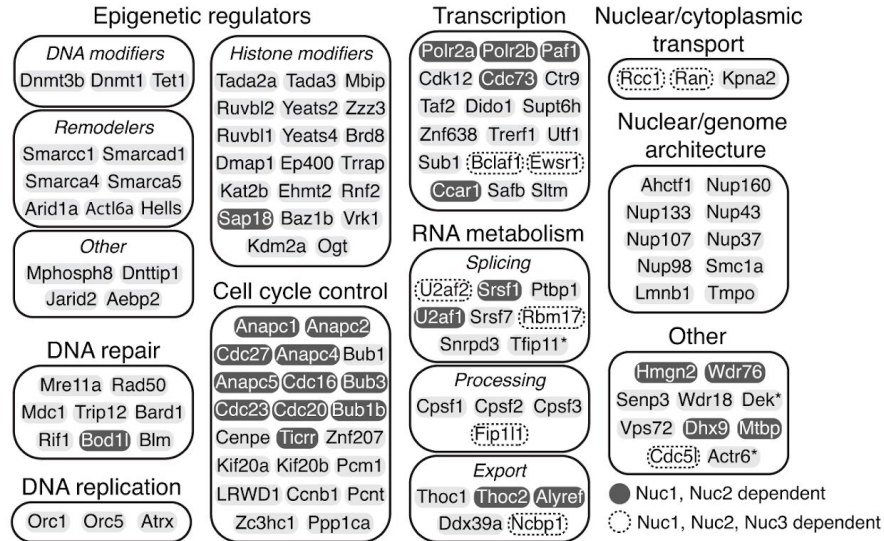 Epigenetic regulators
DNA modifiers
Dnmt3b Dnmt1 Tet1
Remodelers
Smarcc1 Smarcad1
Smarca4 Smarca5
Arid1a Actl6a Hells
Other
Mphosph8 Dnttip1
Jarid2 Aebp2
Histone modifiers
Tada2a Tada3 Mbip
Ruvbl2 Yeats2 Zzz3
Ruvbl1 Yeats4 Brd8
Dmap1 Ep400 Trrap
Kat2b Ehmt2 Rnf2
Sap18 Baz1b Vrk1
Kdm2a Ogt
DNA repair
Mre11a Rad50
Mdc1 Trip12 Bard1
Rif1 Bod1l Blm
DNA replication
Orc1 Orc5 Atrx
Cell cycle control
Anapc1 Anapc2
Cdc27 Anapc4 Bub1
Anapc5 Cdc16 Bub3
Cdc23 Cdc20 Bub1b
Cenpe Ticrr Znf207
Kif20a Kif20b Pcm1
LRWD1 Ccnb1 Pcnt
Zc3hc1 Ppp1ca
Transcription
Polr2a Polr2b Paf1
Cdk12 Cdc73 Ctr9
Taf2 Dido1 Supt6h
Znf638 Trerf1 Utf1
Sub1 Bclaf1 Ewsr1
Ccar1 Safb Sltm
RNA metabolism
Splicing
U2af2 Srsf1 Ptbp1
U2af1 Srsf7 Rbm17
Snrpd3 Tfip11*
Processing
Cpsf1 Cpsf2 Cpsf3
Fip1l1
Export
Thoc1 Thoc2 Alyref
Ddx39a Ncbp1
Nuclear/cytoplasmic
transport
Rcc1 Ran Kpna2
Nuclear/genome
architecture
Ahctf1 Nup160
Nup133 Nup43
Nup107 Nup37
Nup98 Smc1a
Lmnb1 Tmpo
Other
Hmgn2 Wdr76
Senp3 Wdr18 Dek*
Vps72 Dhx9 Mtbp
Cdc5l Actr6*
Nuc1, Nuc2 dependent
Nuc1, Nuc2, Nuc3 dependent